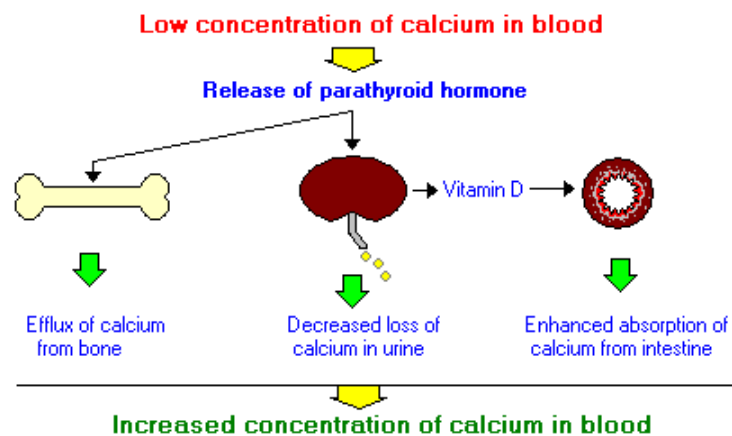 Low concentration of calcium in blood
Release of parathyroid hormone
Vitamin D
Efflux of calcium
from bone
Decreased loss of
calcium in urine
Enhanced absorption of
calcium from intestine
Increased concentration of calcium in blood